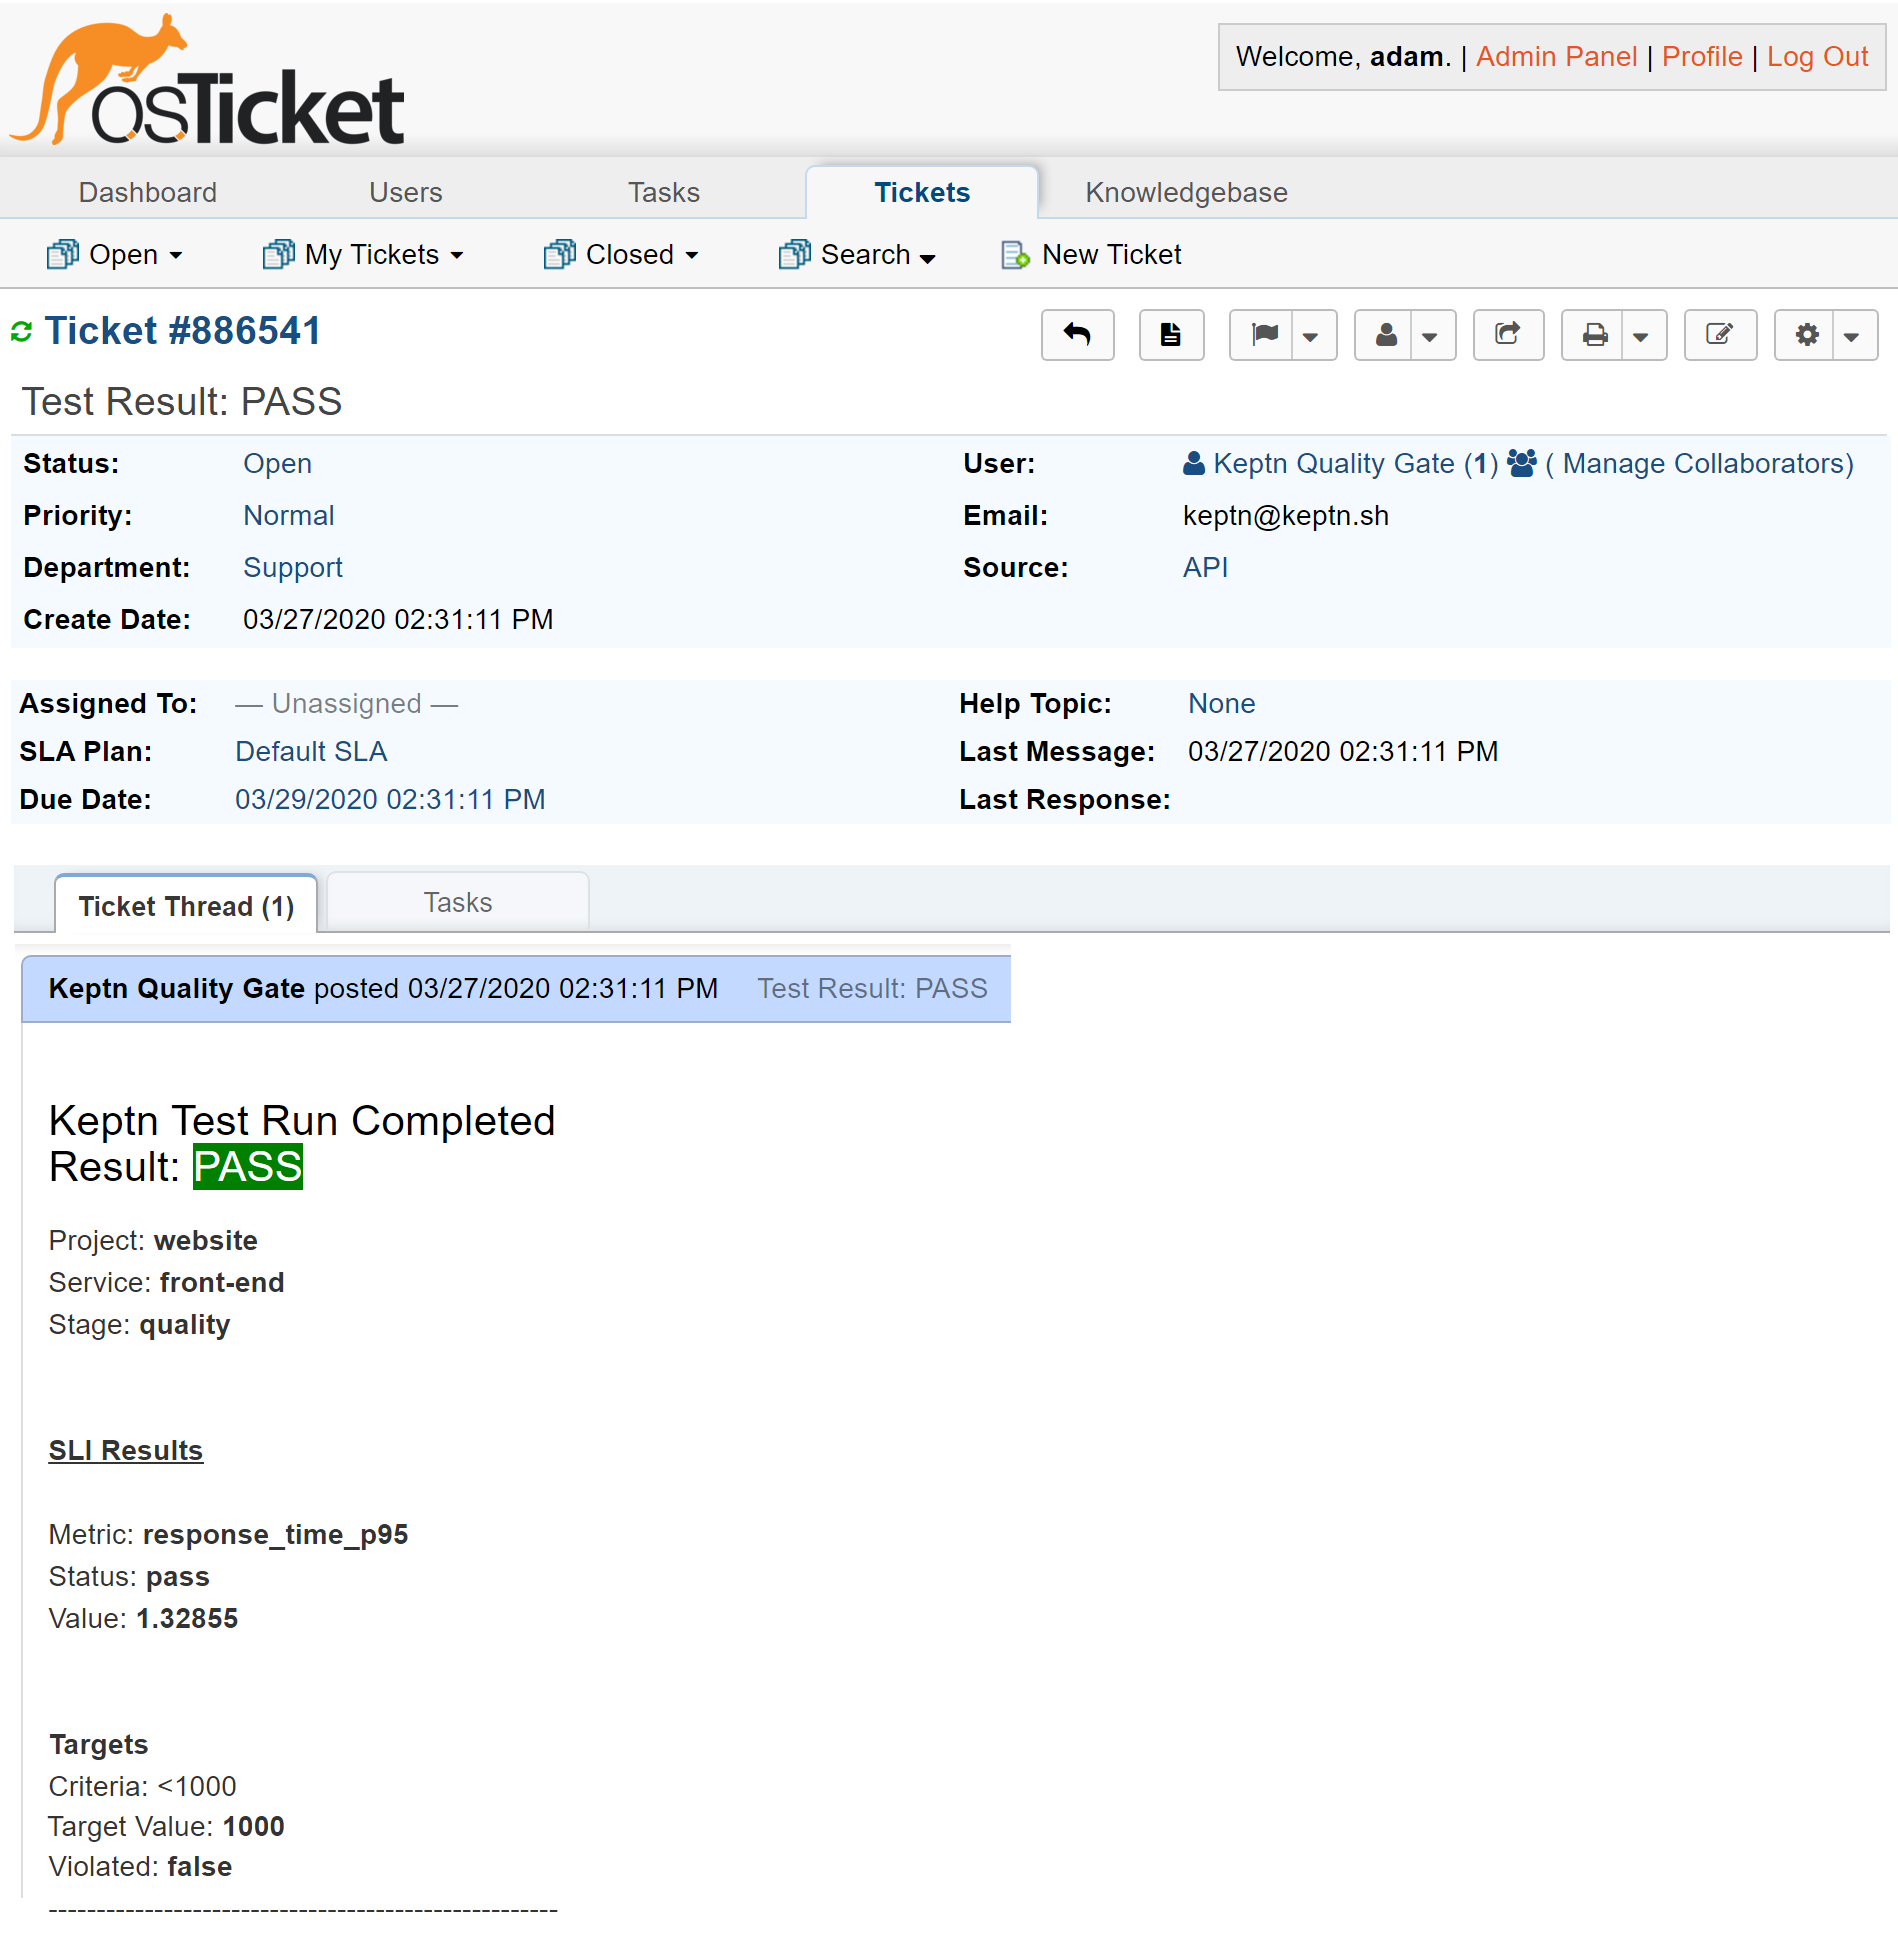 osTicket
Welcome, adam. | Admin Panel | Profile | Log Out
Dashboard Users Tasks Tickets Knowledgebase
Open My Tickets Closed Search New Ticket
Ticket #886541
Test Result: PASS
Status: Open User: Keptn Quality Gate (1) ( Manage Collaborators)
Priority: Normal Email: keptn@keptn.sh
Department: Support Source: API
Create Date: 03/27/2020 02:31:11 PM
Assigned To: — Unassigned — Help Topic: None
SLA Plan: Default SLA Last Message: 03/27/2020 02:31:11 PM
Due Date: 03/29/2020 02:31:11 PM Last Response:
Ticket Thread (1) Tasks
Keptn Quality Gate posted 03/27/2020 02:31:11 PM Test Result: PASS
Keptn Test Run Completed
Result: PASS
Project: website
Service: front-end
Stage: quality
SLI Results
Metric: response_time_p95
Status: pass
Value: 1.32855
Targets
Criteria: <1000
Target Value: 1000
Violated: false
-----------------------------------------------------